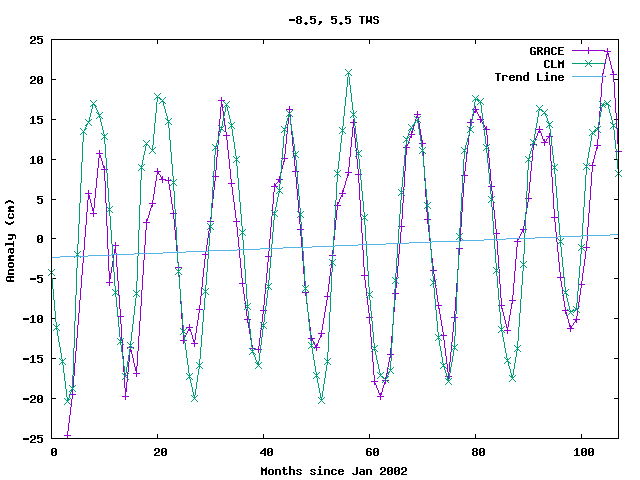 -8.5, 5.5 TWS
GRACE
CLM
Trend Line
25
20
15
10
5
0
-5
-10
-15
-20
-25
Anomaly (cm)
0 20 40 60 80 100
Months since Jan 2002